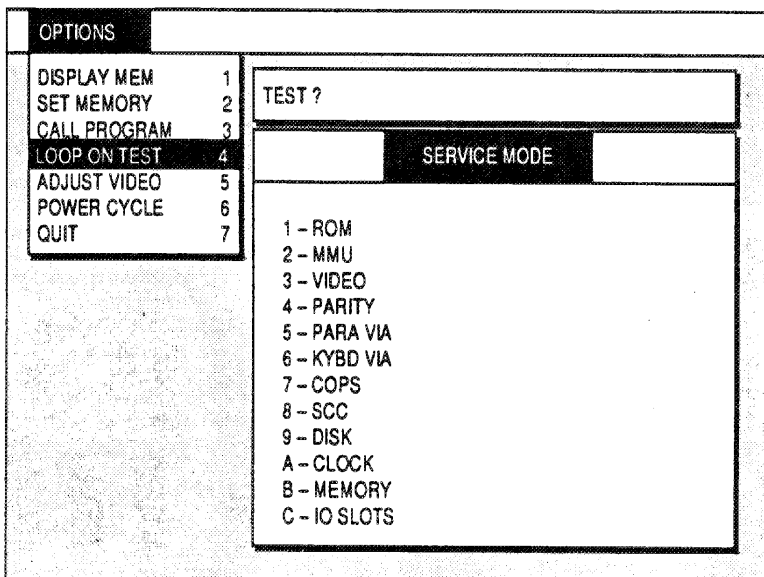 OPTIONS
DISPLAY MEM 1
SET MEMORY 2
CALL PROGRAM 3
LOOP ON TEST 4
ADJUST VIDEO 5
POWER CYCLE 6
QUIT 7
TEST ?
SERVICE MODE
1 – ROM
2 – MMU
3 – VIDEO
4 – PARITY
5 – PARA VIA
6 – KYBD VIA
7 – COPS
8 – SCC
9 – DISK
A – CLOCK
B – MEMORY
C – IO SLOTS